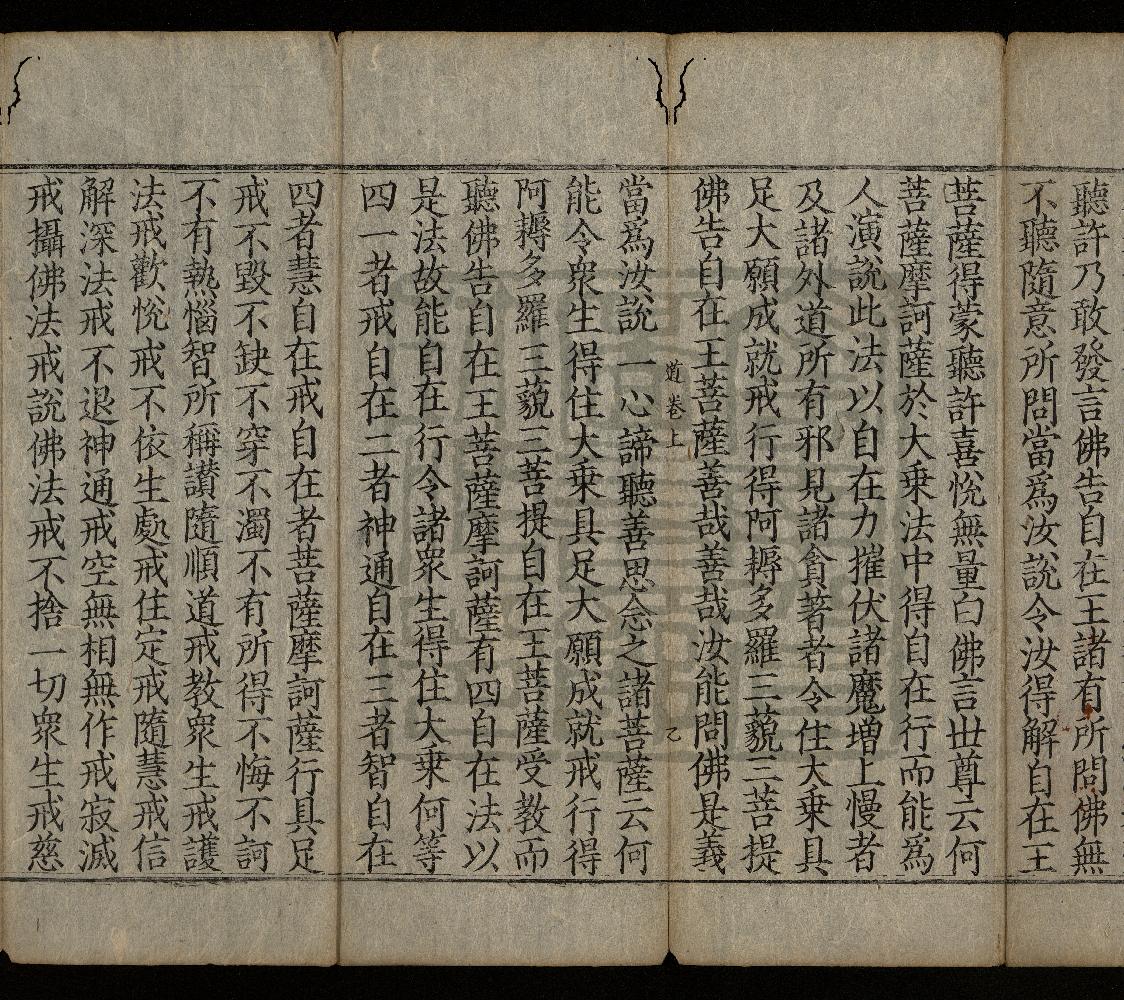 聽許乃敢發言佛告自在王諸有所問佛無
不聽隨意所問當爲汝說令汝得解自在王
菩薩得蒙聽許喜悅無量白佛言世尊云何
菩薩摩訶薩於大乗法中得自在行而能爲
人演說此法以自在力摧伏諸魔増上慢者
及諸外道所有邪見諸貪著者令住大乗具
足大願成就戒行得阿耨多羅三藐三菩提
佛告自在王菩薩善哉善哉汝能問佛是義
道卷上 乙
當爲汝說一心諦聽善思念之諸菩薩云何
能令衆生得住大乗具足大願成就戒行得
阿耨多羅三藐三菩提自在王菩薩受教而
聽佛告自在王菩薩摩訶薩有四自在法以
是法故能自在行令諸衆生得住大乗何等
四一者戒自在二者神通自在三者智自在
四者慧自在戒自在者菩薩摩訶薩行具足
戒不毀不缺不穿不濁不有所得不悔不訶
不有熱惱智所稱讃隨順道戒教衆生戒護
法戒歡悅戒不依生處戒住定戒隨慧戒信
解深法戒不退神通戒空無相無作戒寂滅
戒攝佛法戒說佛法戒不捨一切衆生戒慈